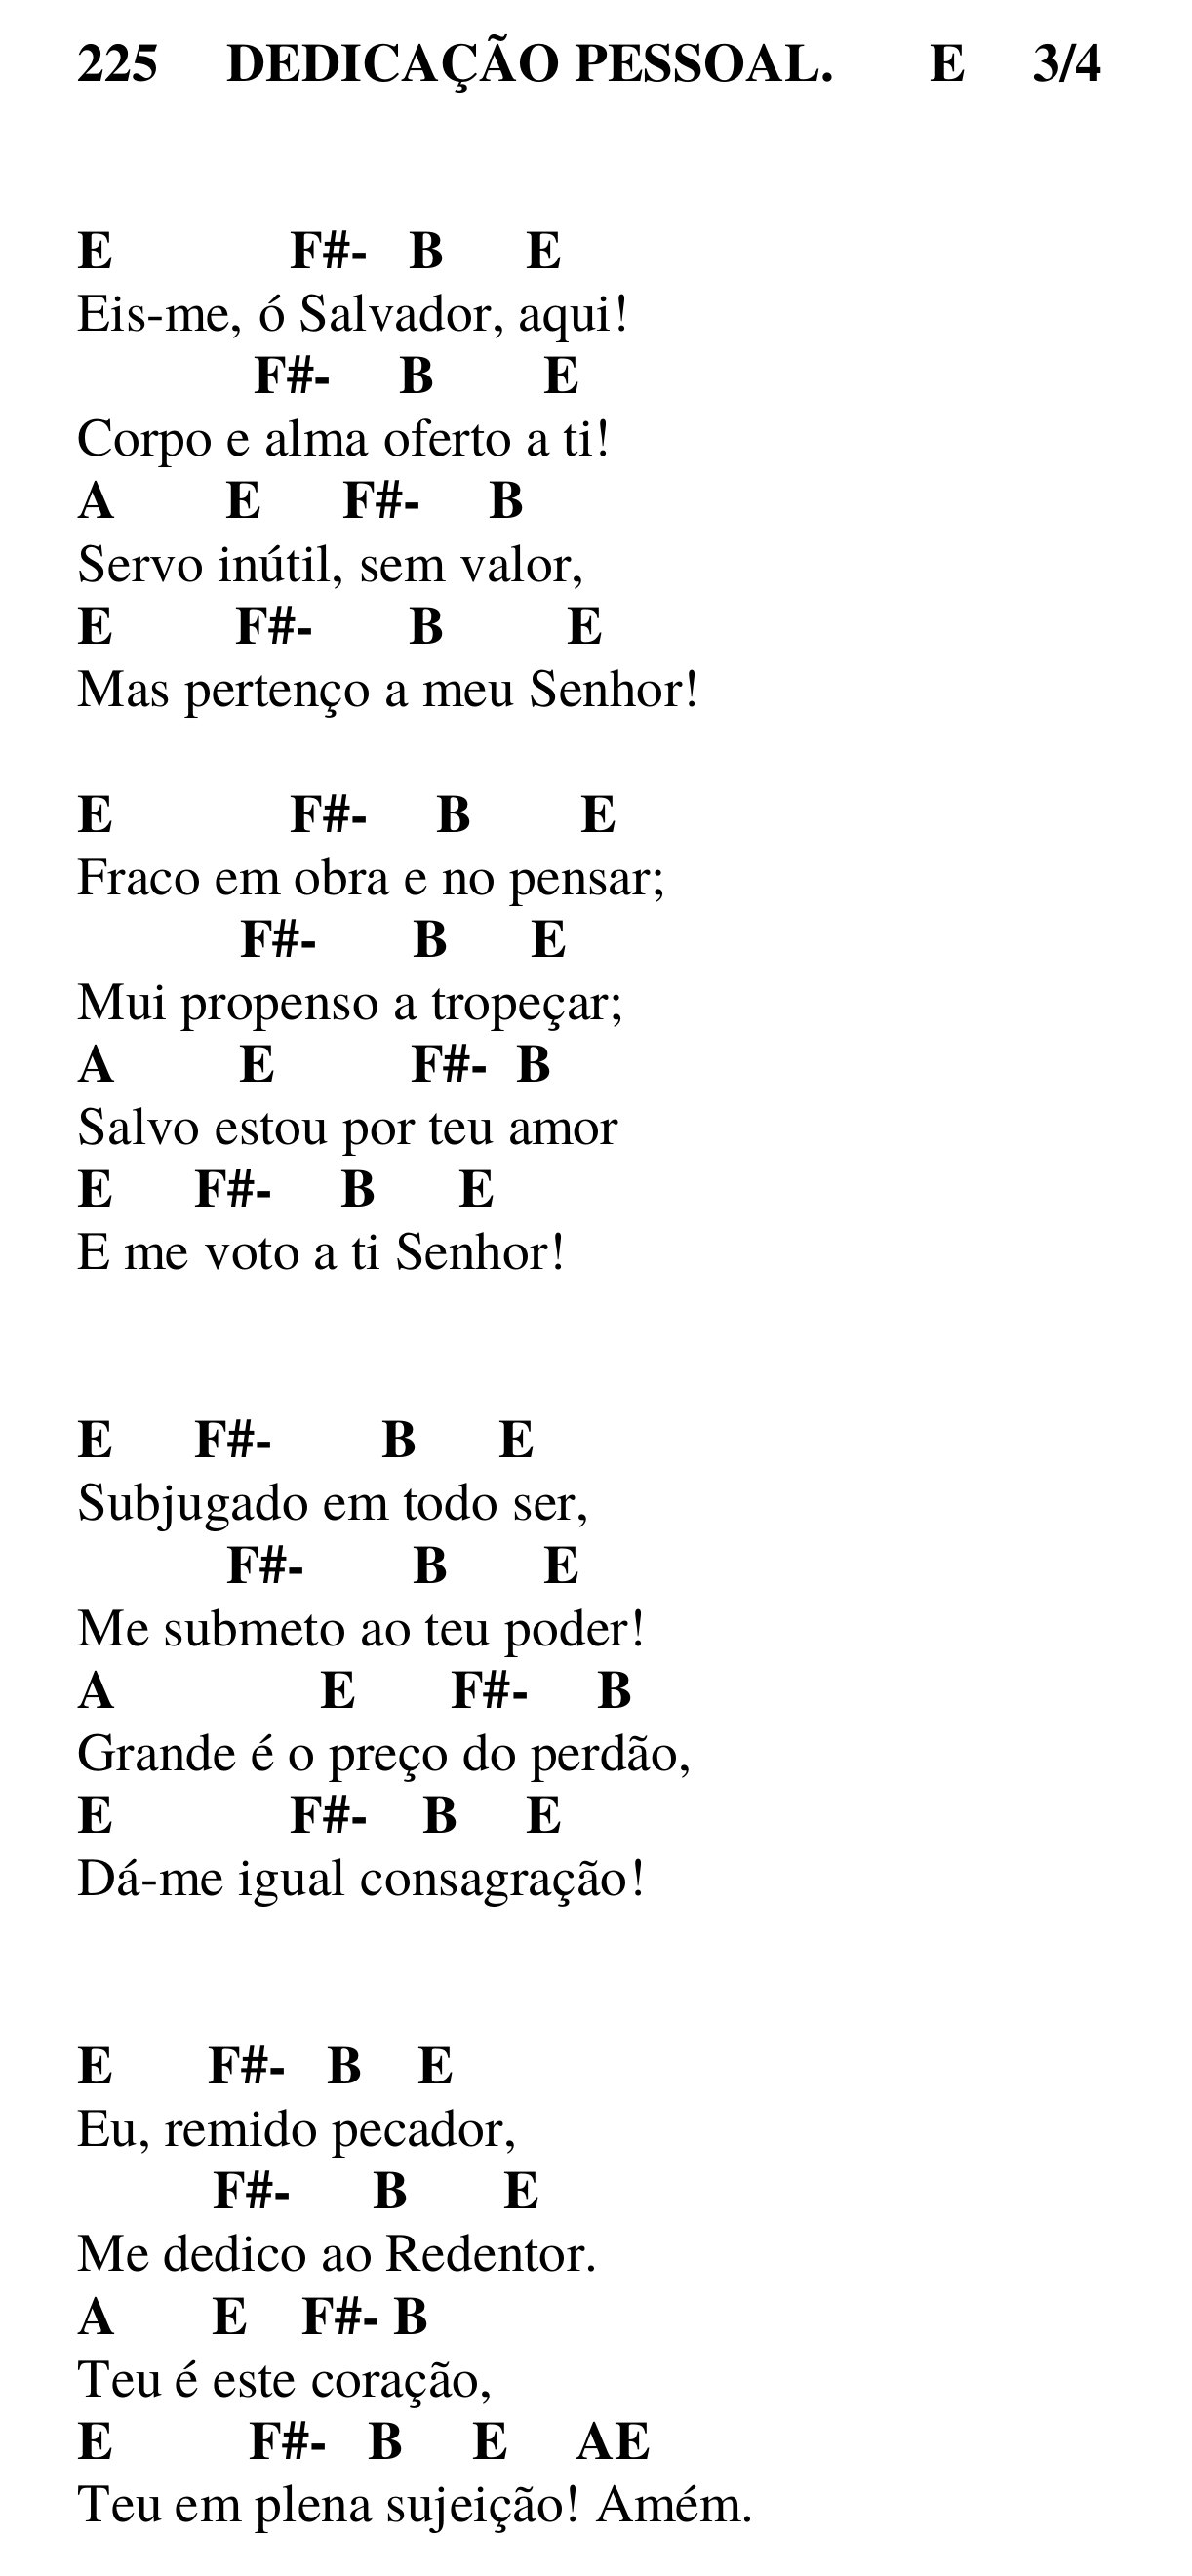 225 DEDICAÇÃO PESSOAL. E 3/4
E F#- B E
Eis-me, ó Salvador, aqui!
F#- B E
Corpo e alma oferto a ti!
A E F#- B
Servo inútil, sem valor,
E F#- B E
Mas pertenço a meu Senhor!
E F#- B E
Fraco em obra e no pensar;
F#- B E
Mui propenso a tropeçar;
A E F#- B
Salvo estou por teu amor
E F#- B E
E me voto a ti Senhor!
E F#- B E
Subjugado em todo ser,
F#- B E
Me submeto ao teu poder!
A E F#- B
Grande é o preço do perdão,
E F#- B E
Dá-me igual consagração!
E F#- B E
Eu, remido pecador,
F#- B E
Me dedico ao Redentor.
A E F#- B
Teu é este coração,
E F#- B E AE
Teu em plena sujeição! Amém.